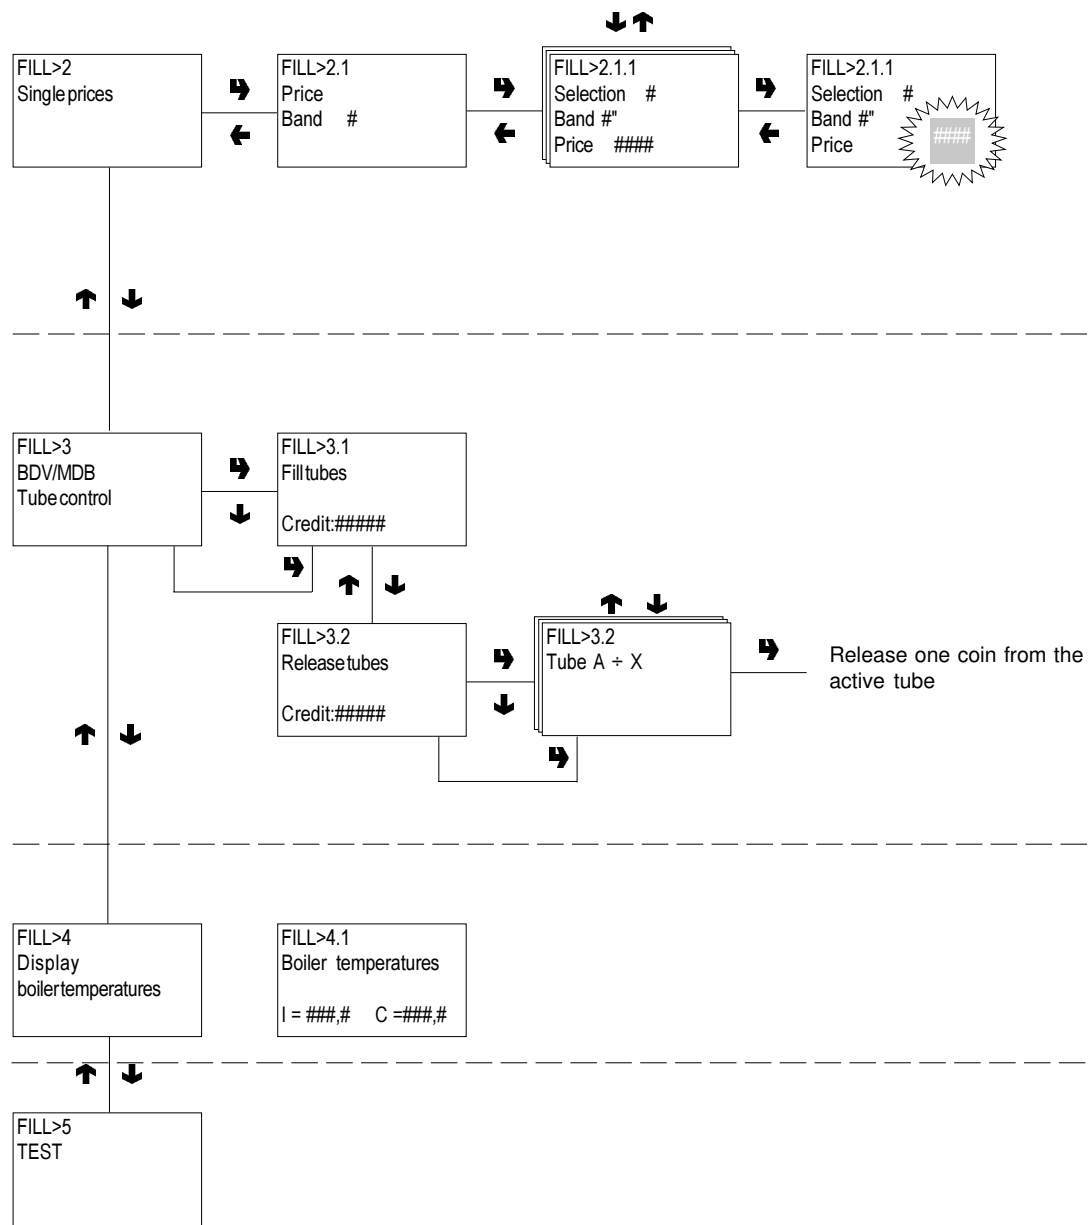 FILL>2
Single prices
FILL>2.1
Price
Band #
FILL>2.1.1
Selection #
Band #"
Price ####
FILL>2.1.1
Selection #
Band #"
Price ####
FILL>3
BDV/MDB
Tube control
FILL>3.1
Fill tubes
Credit:#####
FILL>3.2
Release tubes
Credit:#####
FILL>3.2
Tube A ÷ X
Release one coin from the
active tube
FILL>4
Display
boiler temperatures
FILL>4.1
Boiler temperatures
I = ###,# C =###,#
FILL>5
TEST